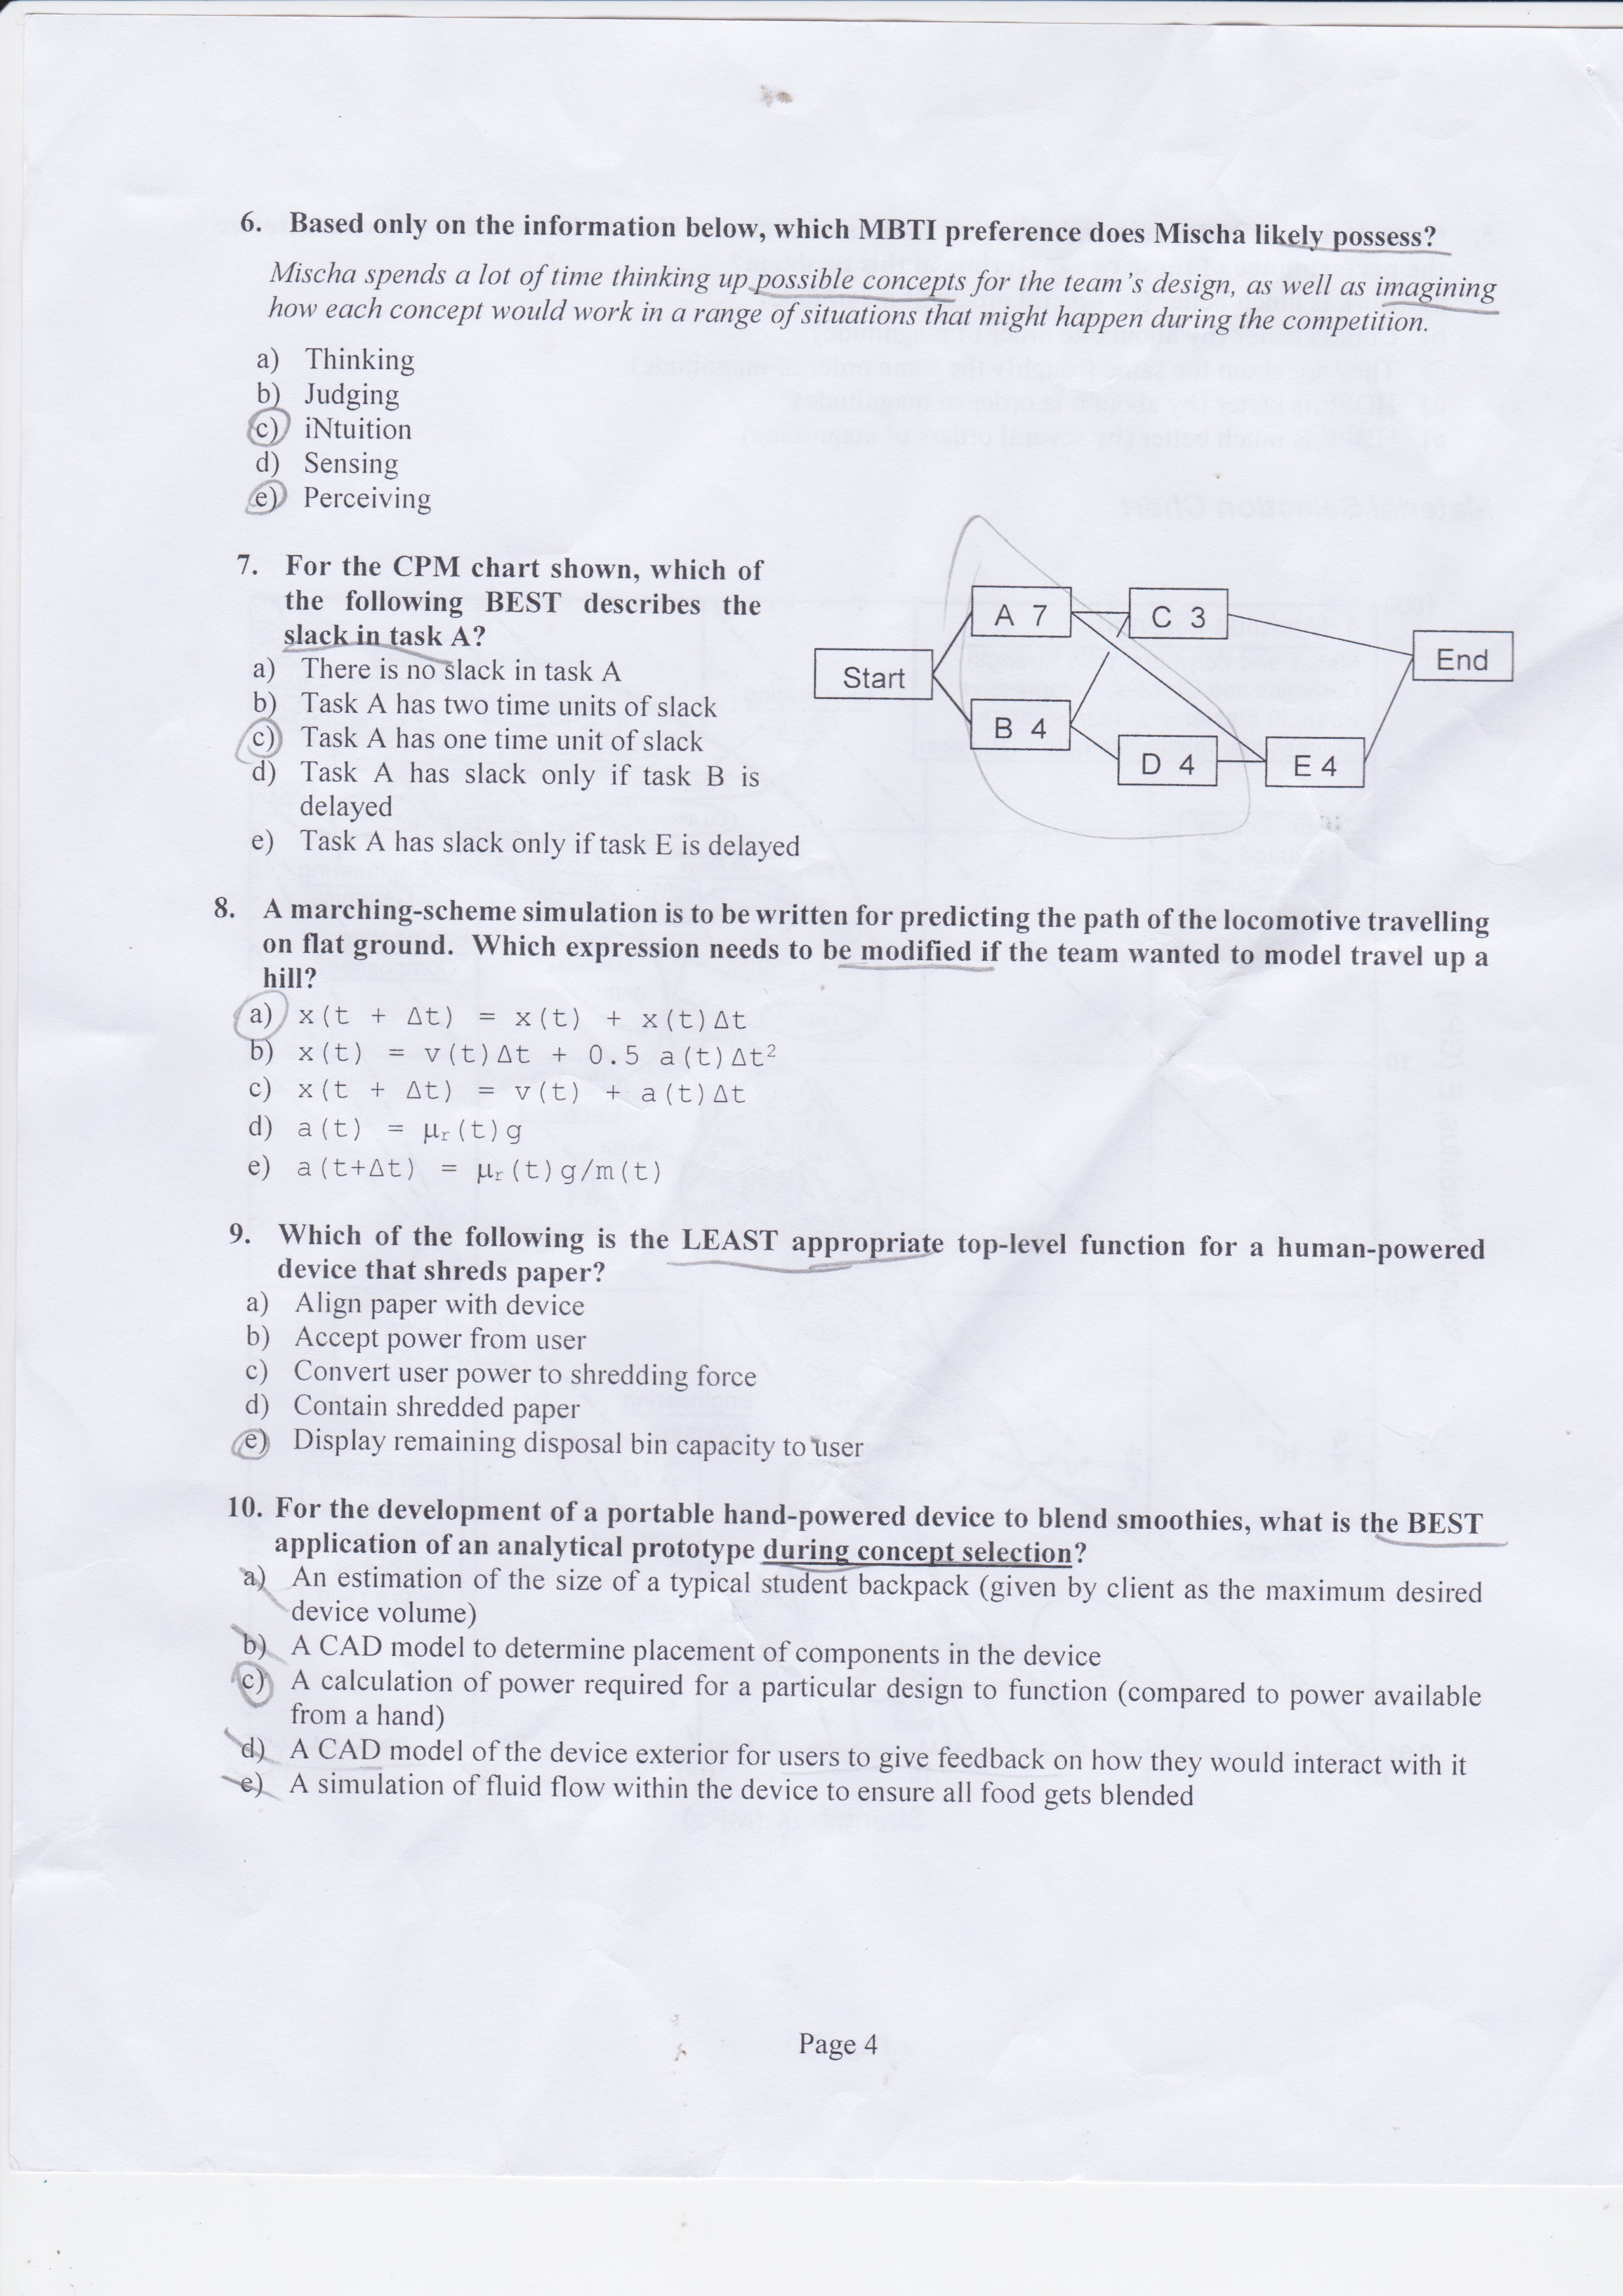 6. Based only on the information below, which MBTI preference does Mischa likely possess?
Mischa spends a lot of time thinking up possible concepts for the team's design, as well as imagining
how each concept would work in a range of situations that might happen during the competition.
a) Thinking
b) Judging
c) iNtuition
d) Sensing
e) Perceiving
7. For the CPM chart shown, which of
the following BEST describes the
slack in task A?
a) There is no slack in task A
b) Task A has two time units of slack
c) Task A has one time unit of slack
d) Task A has slack only if task B is
delayed
e) Task A has slack only if task E is delayed
Start
A 7
B 4
C 3
D 4
E 4
End
8. A marching-scheme simulation is to be written for predicting the path of the locomotive travelling
on flat ground. Which expression needs to be modified if the team wanted to model travel up a
hill?
a) x(t + Δt) = x(t) + x(t)Δt
b) x(t) = v(t)Δt + 0.5 a(t)Δt²
c) x(t + Δt) = v(t) + a(t)Δt
d) a(t) = μr(t)g
e) a(t+Δt) = μr(t)g/m(t)
9. Which of the following is the LEAST appropriate top-level function for a human-powered
device that shreds paper?
a) Align paper with device
b) Accept power from user
c) Convert user power to shredding force
d) Contain shredded paper
e) Display remaining disposal bin capacity to user
10. For the development of a portable hand-powered device to blend smoothies, what is the BEST
application of an analytical prototype during concept selection?
a) An estimation of the size of a typical student backpack (given by client as the maximum desired
device volume)
b) A CAD model to determine placement of components in the device
c) A calculation of power required for a particular design to function (compared to power available
from a hand)
d) A CAD model of the device exterior for users to give feedback on how they would interact with it
e) A simulation of fluid flow within the device to ensure all food gets blended
Page 4